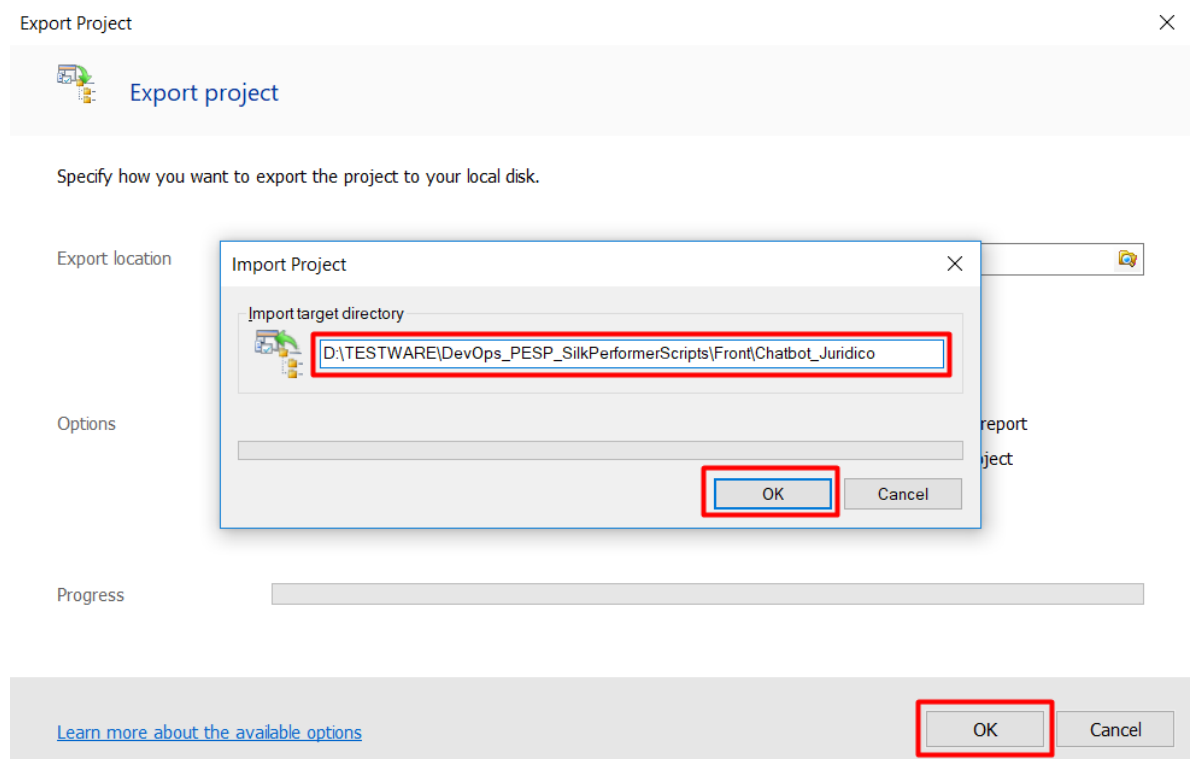 Export Project
Export project
Specify how you want to export the project to your local disk.
Export location
Import Project
Import target directory
D:\TESTWARE\DevOps_PESP_SilkPerformerScripts\Front\Chatbot_Juridico
Options
report
ject
OK
Cancel
Progress
Learn more about the available options
OK
Cancel